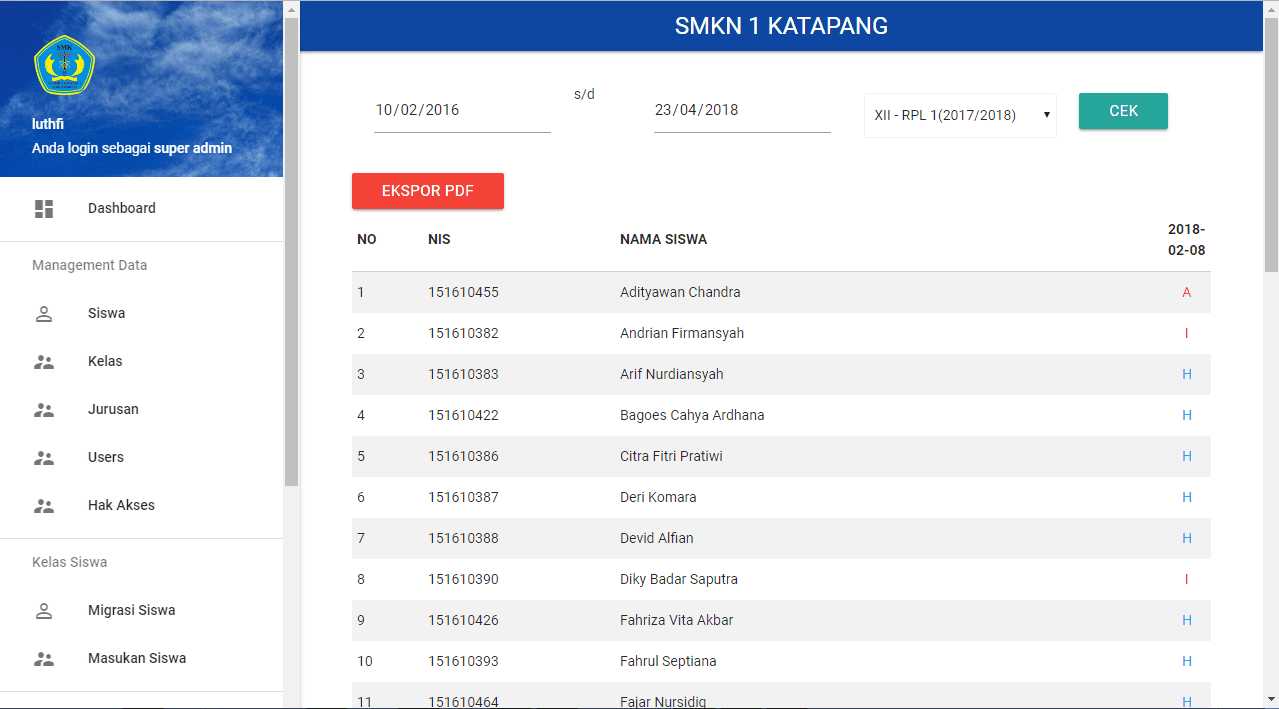 SMK
luthfi
Anda login sebagai super admin
Dashboard
Management Data
Siswa
Kelas
Jurusan
Users
Hak Akses
Kelas Siswa
Migrasi Siswa
Masukan Siswa
SMKN 1 KATAPANG
10/02/2016 s/d 23/04/2018 XII - RPL 1(2017/2018) CEK
EKSPOR PDF
NO NIS NAMA SISWA 2018-
02-08
1 151610455 Adityawan Chandra A
2 151610382 Andrian Firmansyah I
3 151610383 Arif Nurdiansyah H
4 151610422 Bagoes Cahya Ardhana H
5 151610386 Citra Fitri Pratiwi H
6 151610387 Deri Komara H
7 151610388 Devid Alfian H
8 151610390 Diky Badar Saputra I
9 151610426 Fahriza Vita Akbar H
10 151610393 Fahrul Septiana H
11 151610464 Fajar Nursidiq H